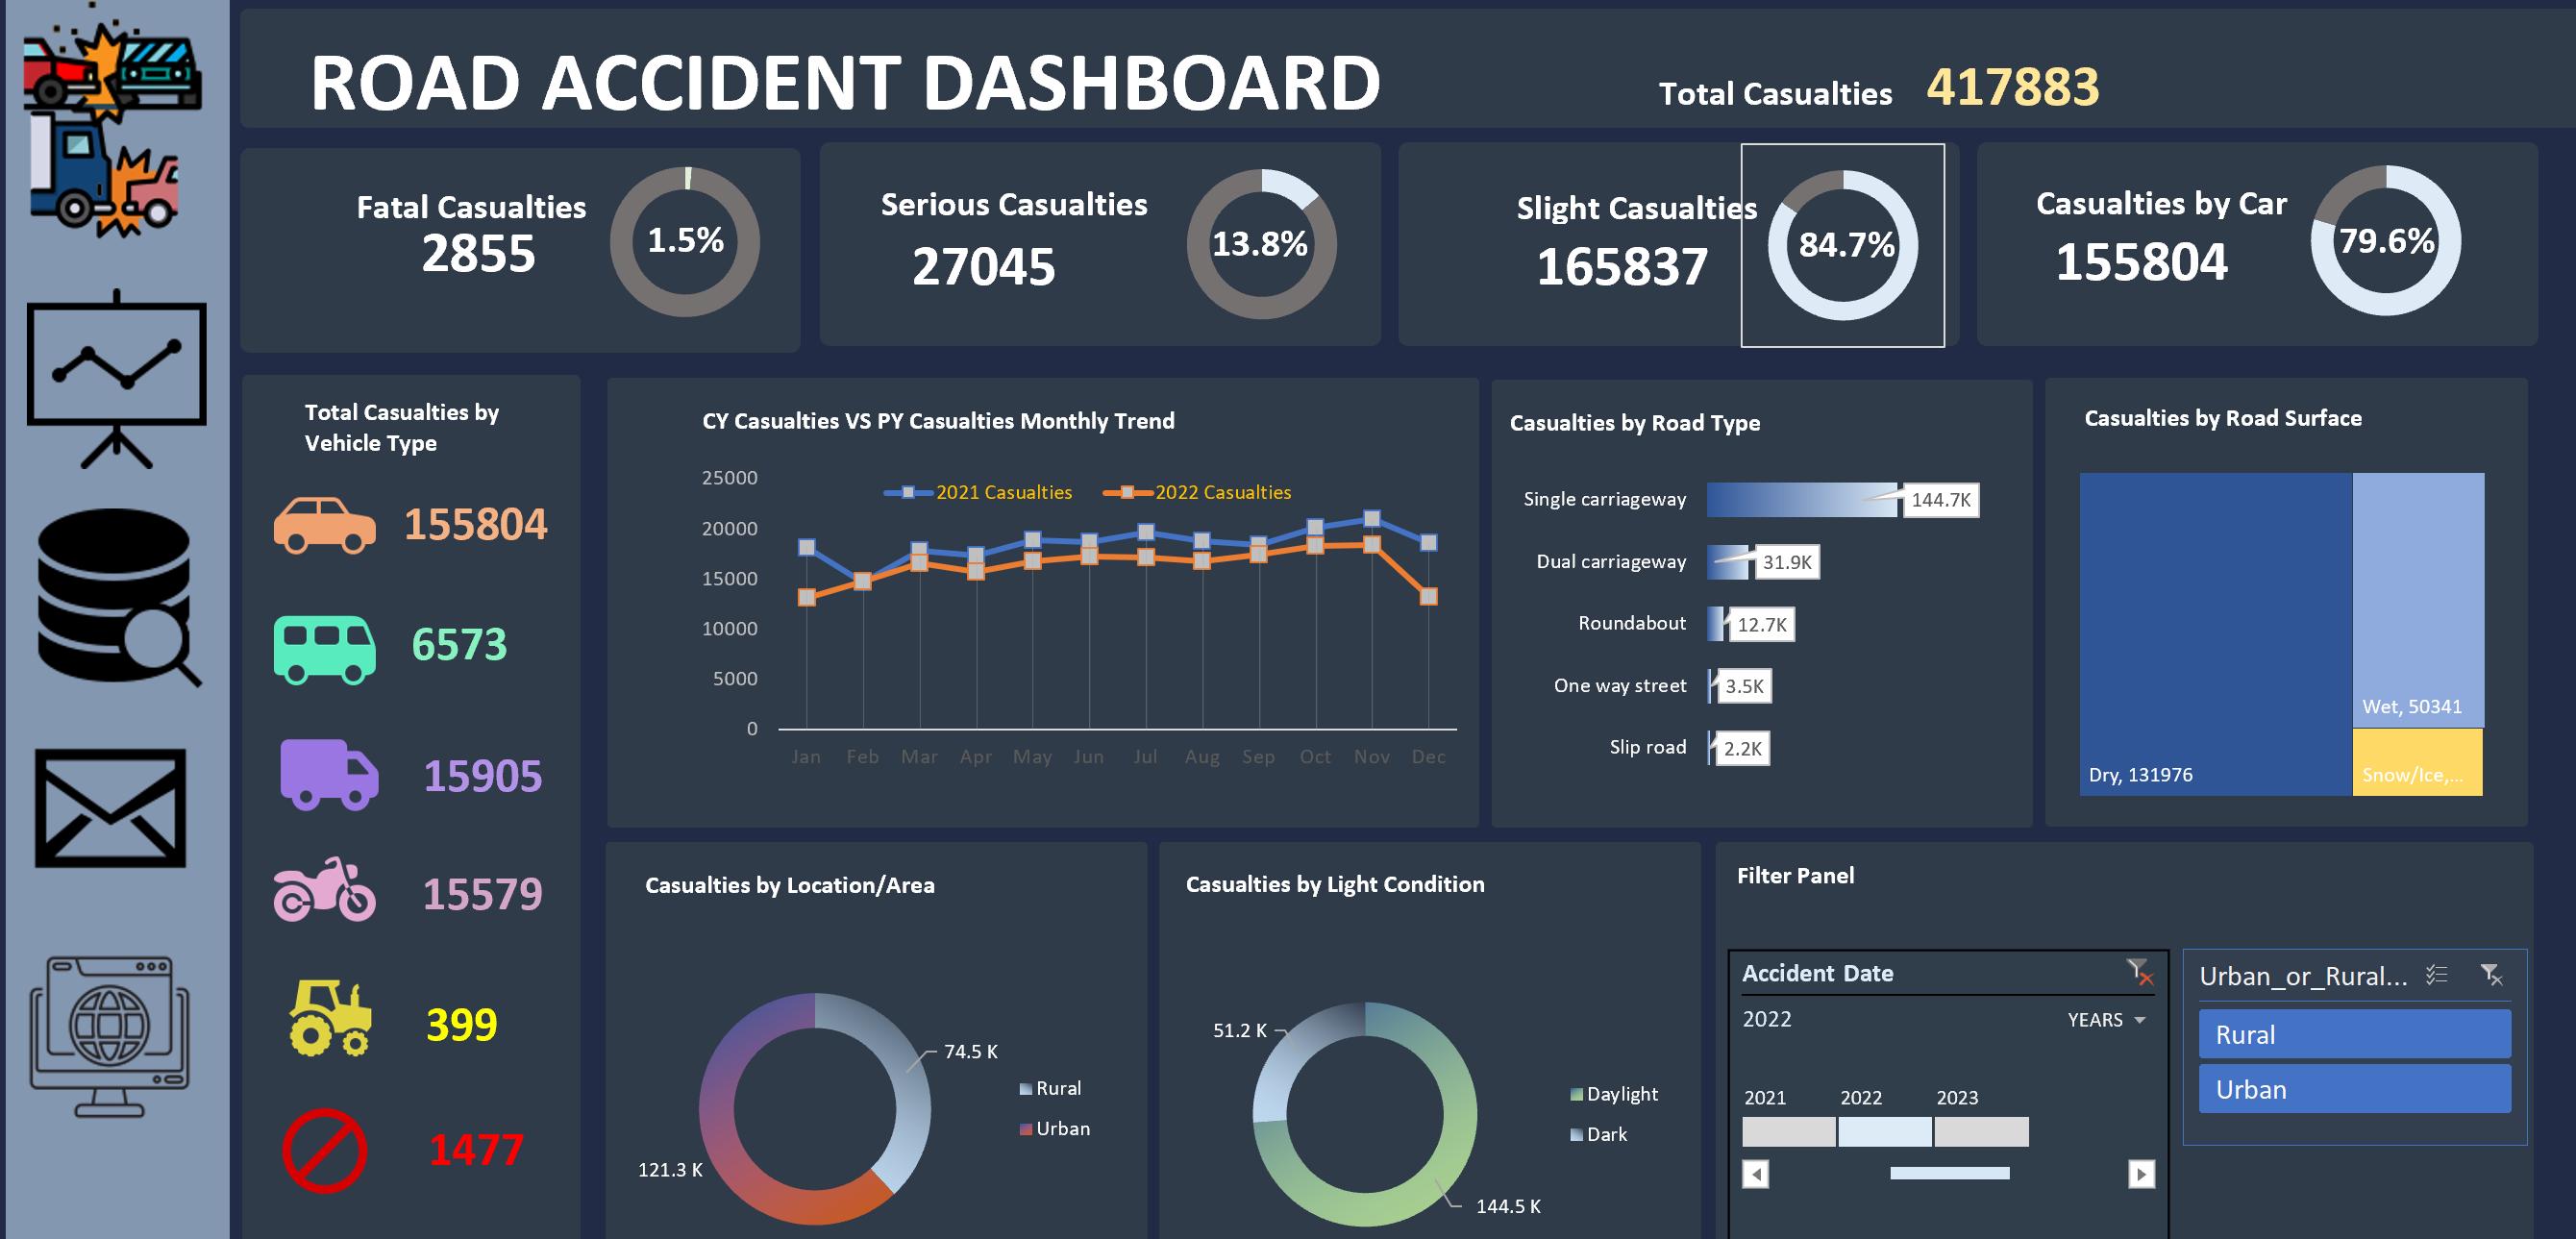 ROAD ACCIDENT DASHBOARD
Total Casualties 417883
Fatal Casualties
2855
1.5%
Serious Casualties
27045
13.8%
Slight Casualties
165837
84.7%
Casualties by Car
155804
79.6%
Total Casualties by
Vehicle Type
155804
6573
15905
15579
399
1477
CY Casualties VS PY Casualties Monthly Trend
2021 Casualties 2022 Casualties
25000
20000
15000
10000
5000
0
Jan Feb Mar Apr May Jun Jul Aug Sep Oct Nov Dec
Casualties by Road Type
Single carriageway 144.7K
Dual carriageway 31.9K
Roundabout 12.7K
One way street 3.5K
Slip road 2.2K
Casualties by Road Surface
Wet, 50341
Dry, 131976
Snow/Ice,...
Casualties by Location/Area
74.5 K
Rural
Urban
121.3 K
Casualties by Light Condition
51.2 K
Daylight
Dark
144.5 K
Filter Panel
Accident Date
2022 YEARS
2021 2022 2023
Urban_or_Rural...
Rural
Urban